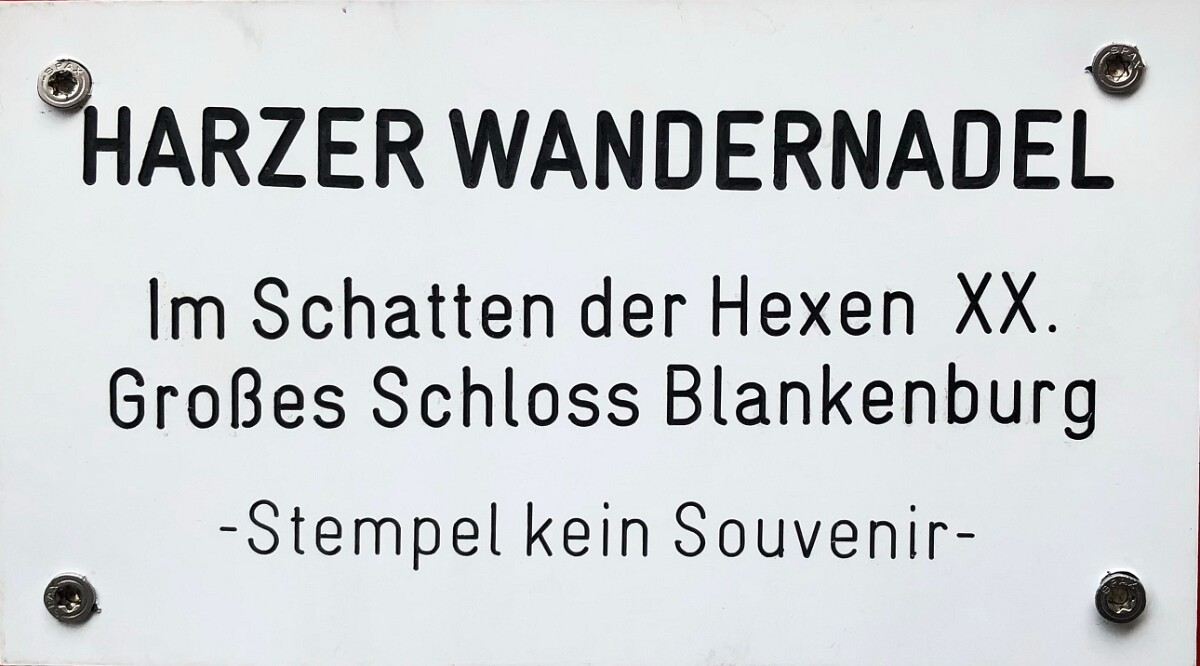 HARZER WANDERNADEL
Im Schatten der Hexen XX.
Großes Schloss Blankenburg
-Stempel kein Souvenir-